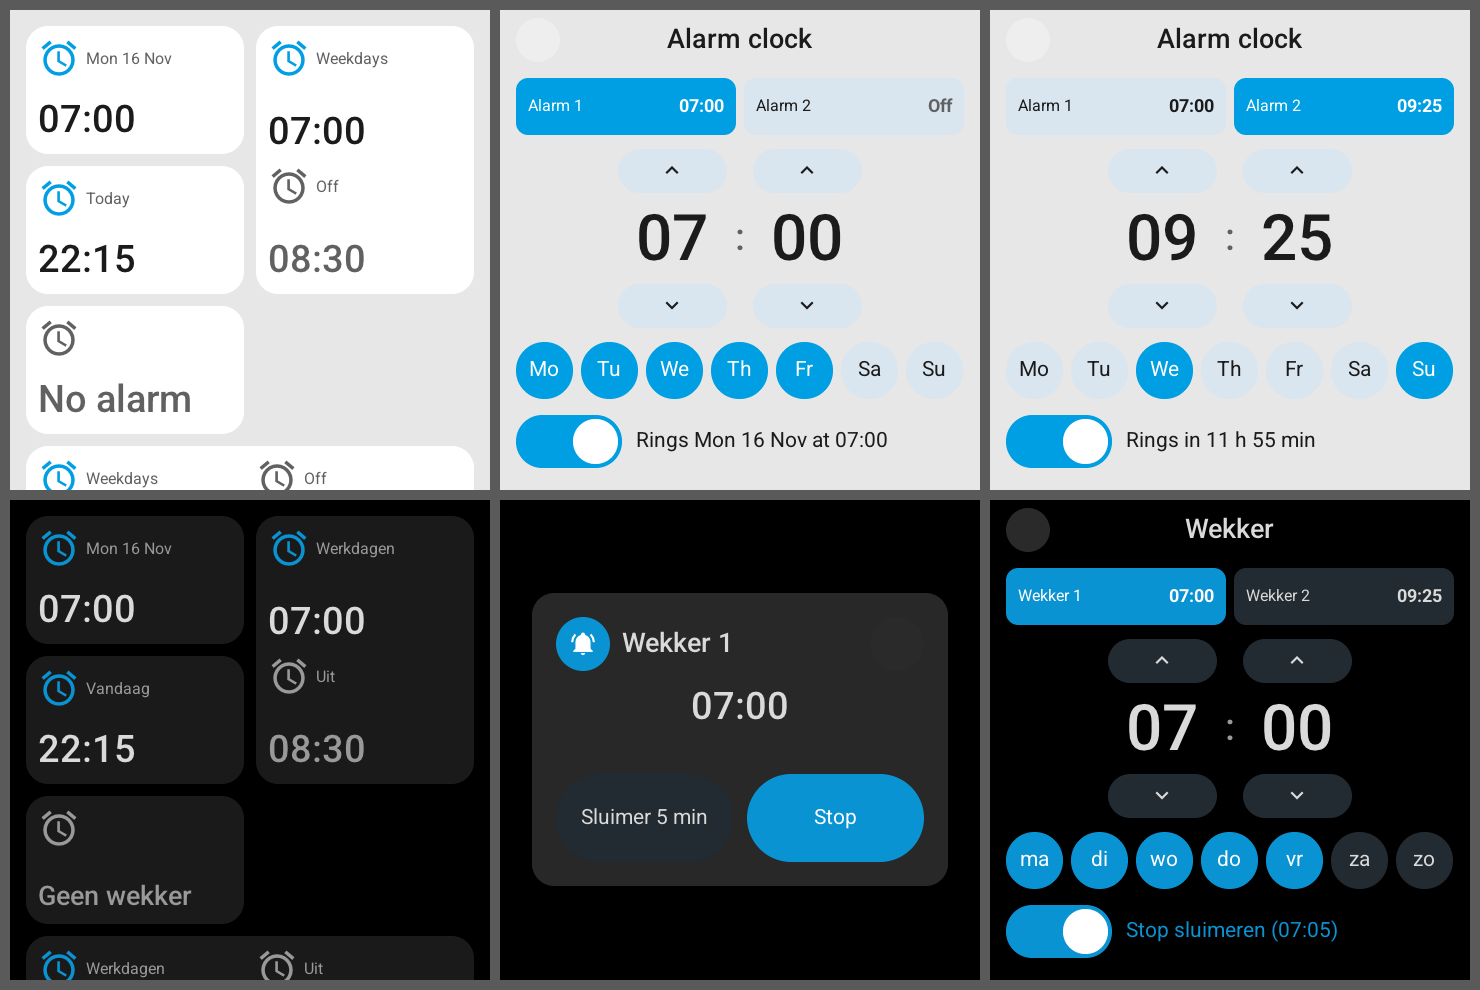 Mon 16 Nov
07:00
Weekdays
07:00
Off
08:30
Today
22:15
No alarm
Weekdays
Off
Alarm clock
Alarm 1 07:00
Alarm 2 Off
07 : 00
Mo Tu We Th Fr Sa Su
Rings Mon 16 Nov at 07:00
Alarm clock
Alarm 1 07:00
Alarm 2 09:25
09 : 25
Mo Tu We Th Fr Sa Su
Rings in 11 h 55 min
Mon 16 Nov
07:00
Werkdagen
07:00
Uit
08:30
Vandaag
22:15
Geen wekker
Werkdagen
Uit
Wekker 1
07:00
Sluimer 5 min
Stop
Wekker
Wekker 1 07:00
Wekker 2 09:25
07 : 00
ma di wo do vr za zo
Stop sluimeren (07:05)